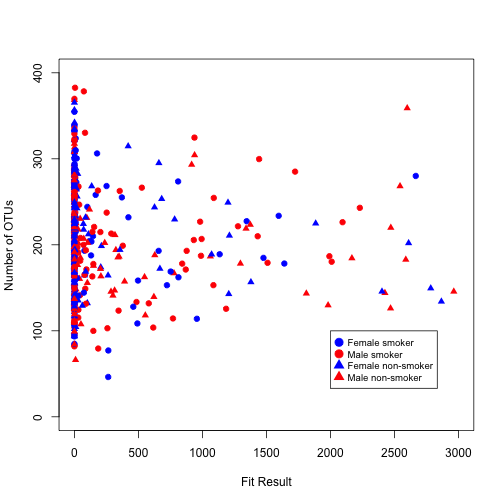 400
300
200
100
0
Number of OTUs
Female smoker
Male smoker
Female non-smoker
Male non-smoker
0 500 1000 1500 2000 2500 3000
Fit Result